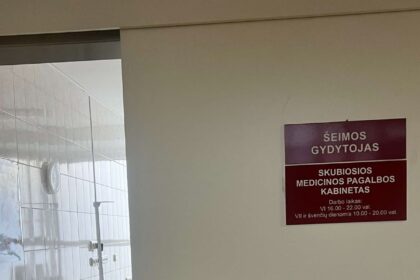 ŠEIMOS
GYDYTOJAS
SKUBIOSIOS
MEDICINOS PAGALBOS
KABINETAS
Darbo laikas:
VI 16.00 - 22.00 val.
VII ir švenčių dienomis 10.00 - 20.00 val.